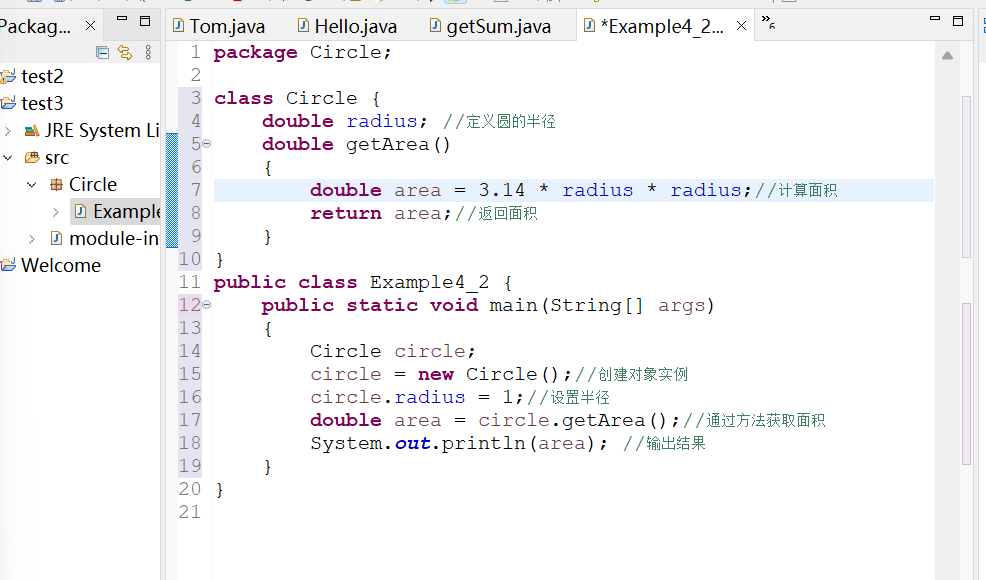 Packag...
Tom.java
Hello.java
getSum.java
*Example4_2...
»6
test2
test3
JRE System Li
src
Circle
Example
module-in
Welcome
1 package Circle;
2
3 class Circle {
4 double radius; //定义圆的半径
5 double getArea()
6 {
7 double area = 3.14 * radius * radius;//计算面积
8 return area;//返回面积
9 }
10 }
11 public class Example4_2 {
12 public static void main(String[] args)
13 {
14 Circle circle;
15 circle = new Circle();//创建对象实例
16 circle.radius = 1;//设置半径
17 double area = circle.getArea();//通过方法获取面积
18 System.out.println(area); //输出结果
19 }
20 }
21